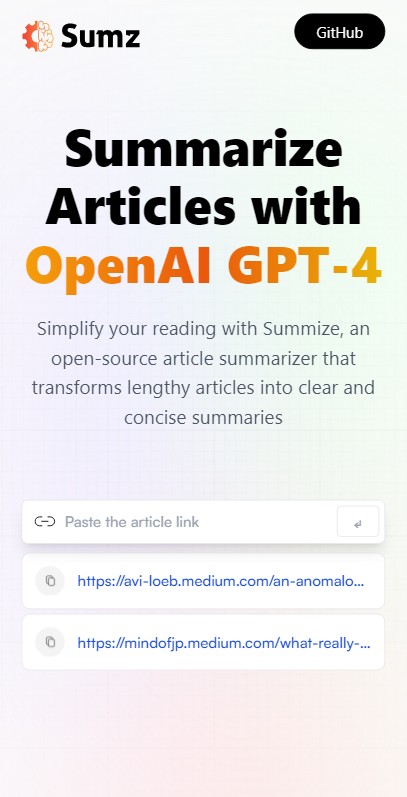 Sumz
GitHub
Summarize
Articles with
OpenAI GPT-4
Simplify your reading with Summize, an
open-source article summarizer that
transforms lengthy articles into clear and
concise summaries
Paste the article link
https://avi-loeb.medium.com/an-anomalo...
https://mindofjp.medium.com/what-really-...